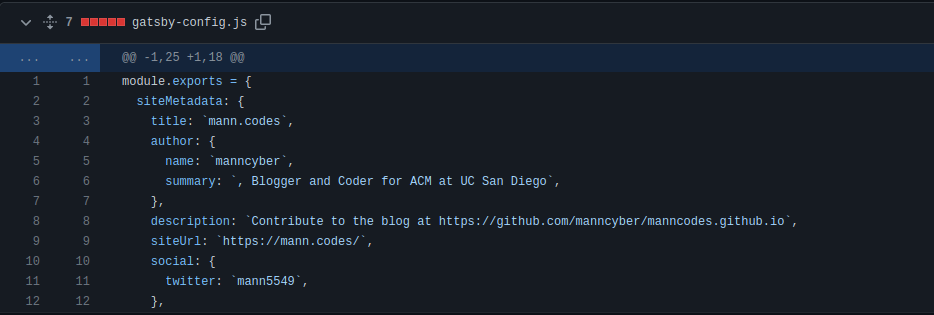 7 gatsby-config.js
... ... @@ -1,25 +1,18 @@
1 1 module.exports = {
2 2 siteMetadata: {
3 3 title: `mann.codes`,
4 4 author: {
5 5 name: `manncyber`,
6 6 summary: `, Blogger and Coder for ACM at UC San Diego`,
7 7 },
8 8 description: `Contribute to the blog at https://github.com/manncyber/manncodes.github.io`,
9 9 siteUrl: `https://mann.codes/`,
10 10 social: {
11 11 twitter: `mann5549`,
12 12 },